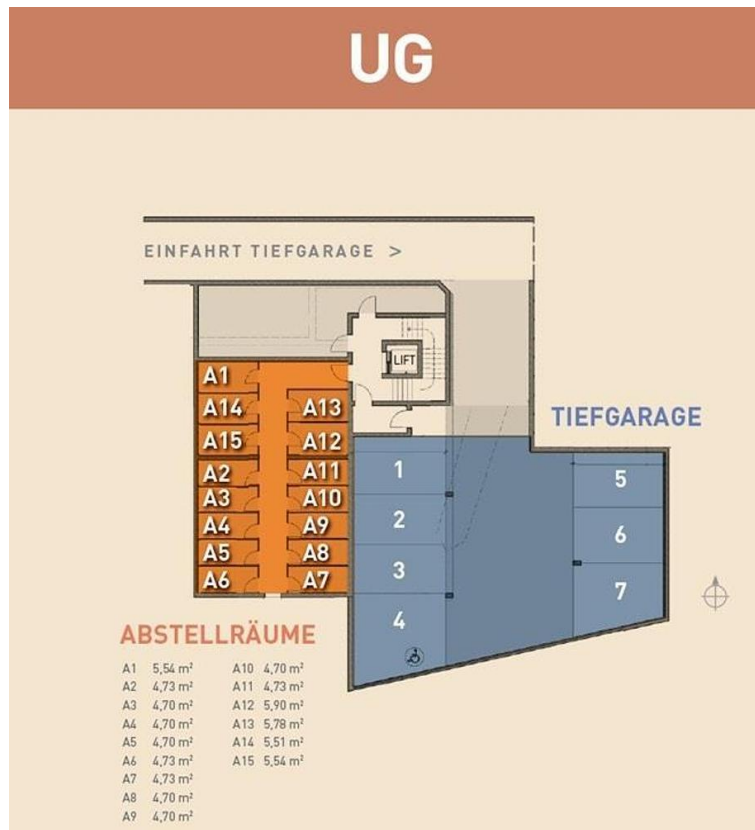 UG
EINFAHRT TIEFGARAGE >
LIFT
A1
A14
A13
A15
A12
A2
A11
A3
A10
A4
A9
A5
A8
A6
A7
TIEFGARAGE
1
2
3
4
5
6
7
ABSTELLRÄUME
A1 5,54 m²
A2 4,73 m²
A3 4,70 m²
A4 4,70 m²
A5 4,70 m²
A6 4,73 m²
A7 4,73 m²
A8 4,70 m²
A9 4,70 m²
A10 4,70 m²
A11 4,73 m²
A12 5,90 m²
A13 5,78 m²
A14 5,51 m²
A15 5,54 m²